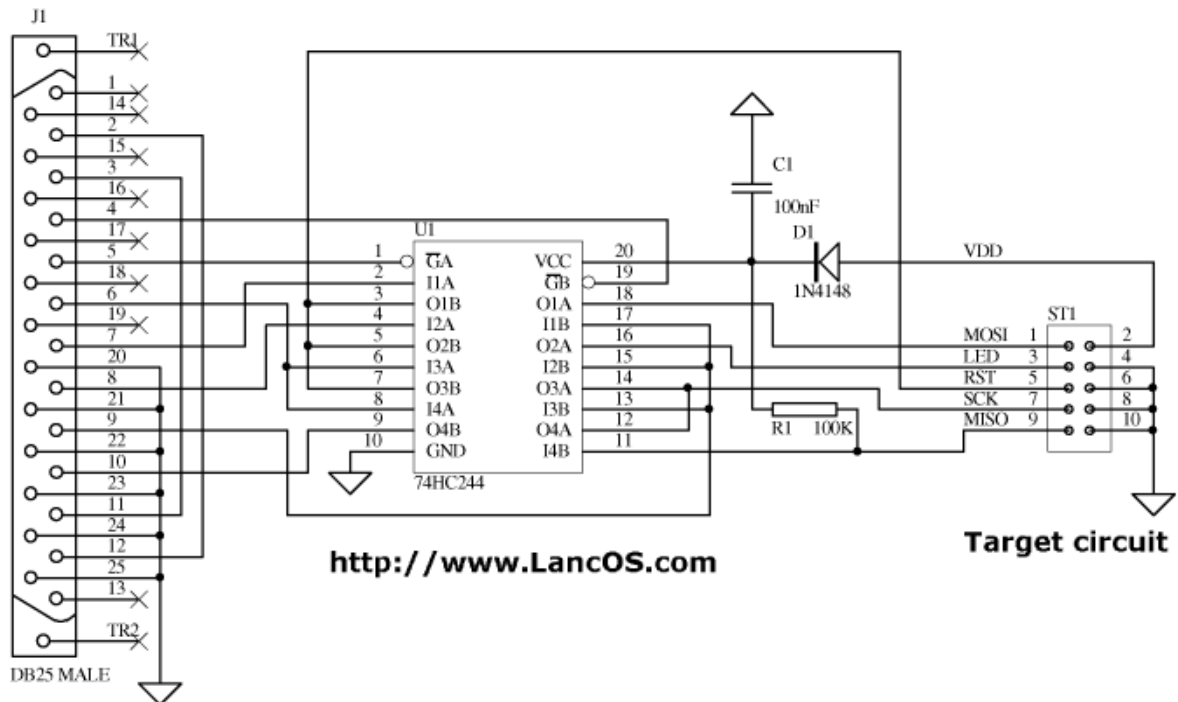 J1
TR1
1
14
2
15
3
16
4
17
5
18
6
19
7
20
8
21
9
22
10
23
11
24
12
25
13
TR2
DB25 MALE
U1
1 GA VCC 20
2 I1A GB 19
3 O1B O1A 18
4 I2A I1B 17
5 O2B O2A 16
6 I3A I2B 15
7 O3B O3A 14
8 I4A I3B 13
9 O4B O4A 12
10 GND I4B 11
74HC244
C1
100nF
D1
1N4148
VDD
R1 100K
ST1
MOSI 1 2
LED 3 4
RST 5 6
SCK 7 8
MISO 9 10
Target circuit
http://www.LancOS.com